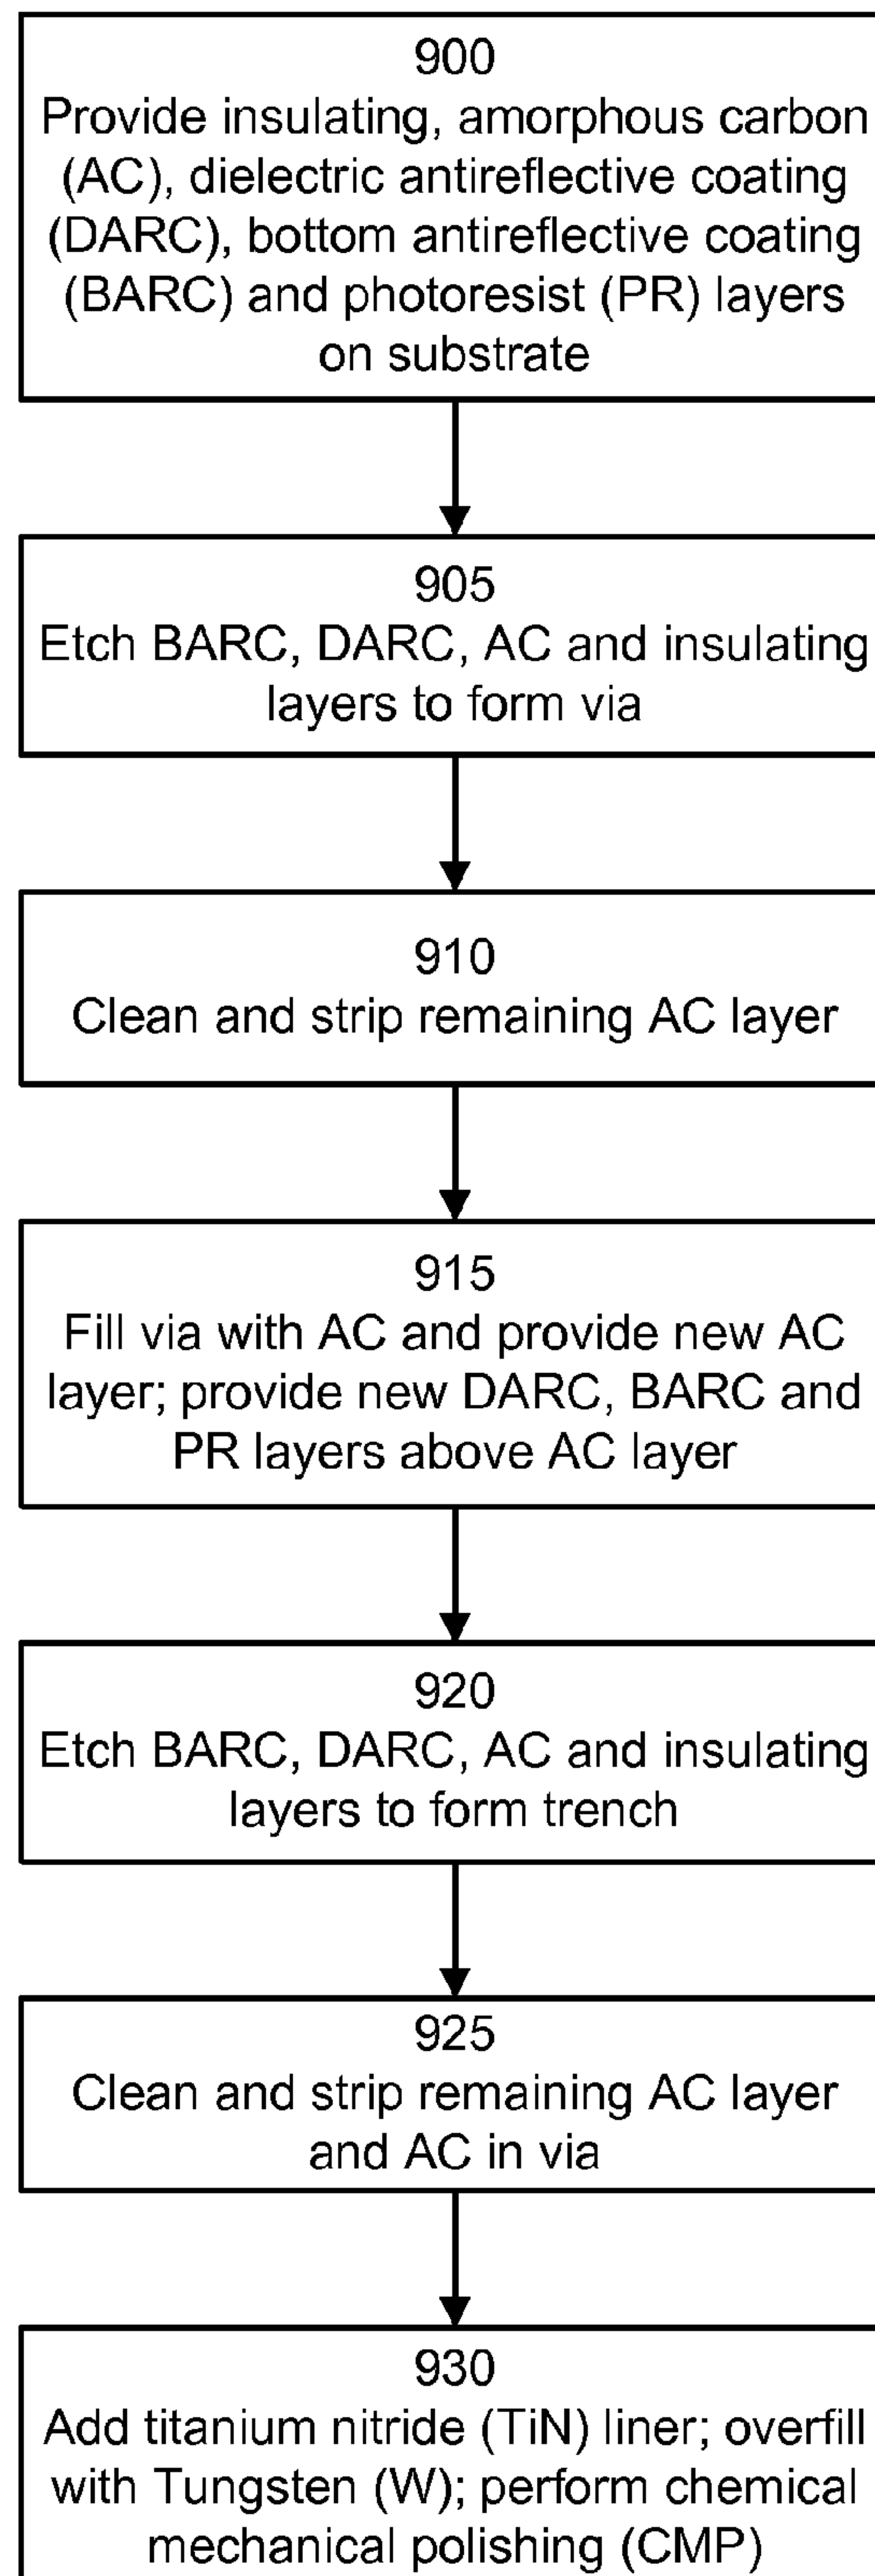 900
Provide insulating, amorphous carbon
(AC), dielectric antireflective coating
(DARC), bottom antireflective coating
(BARC) and photoresist (PR) layers
on substrate
905
Etch BARC, DARC, AC and insulating
layers to form via
910
Clean and strip remaining AC layer
915
Fill via with AC and provide new AC
layer; provide new DARC, BARC and
PR layers above AC layer
920
Etch BARC, DARC, AC and insulating
layers to form trench
925
Clean and strip remaining AC layer
and AC in via
930
Add titanium nitride (TiN) liner; overfill
with Tungsten (W); perform chemical
mechanical polishing (CMP)